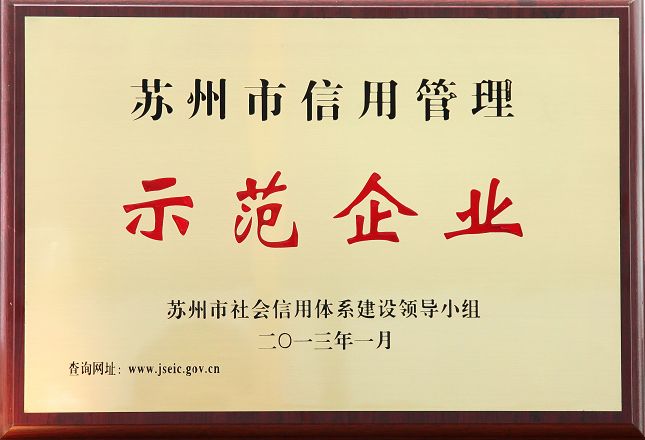 苏州市信用管理
示范企业
苏州市社会信用体系建设领导小组
二〇一三年一月
查询网址：www.jseic.gov.cn